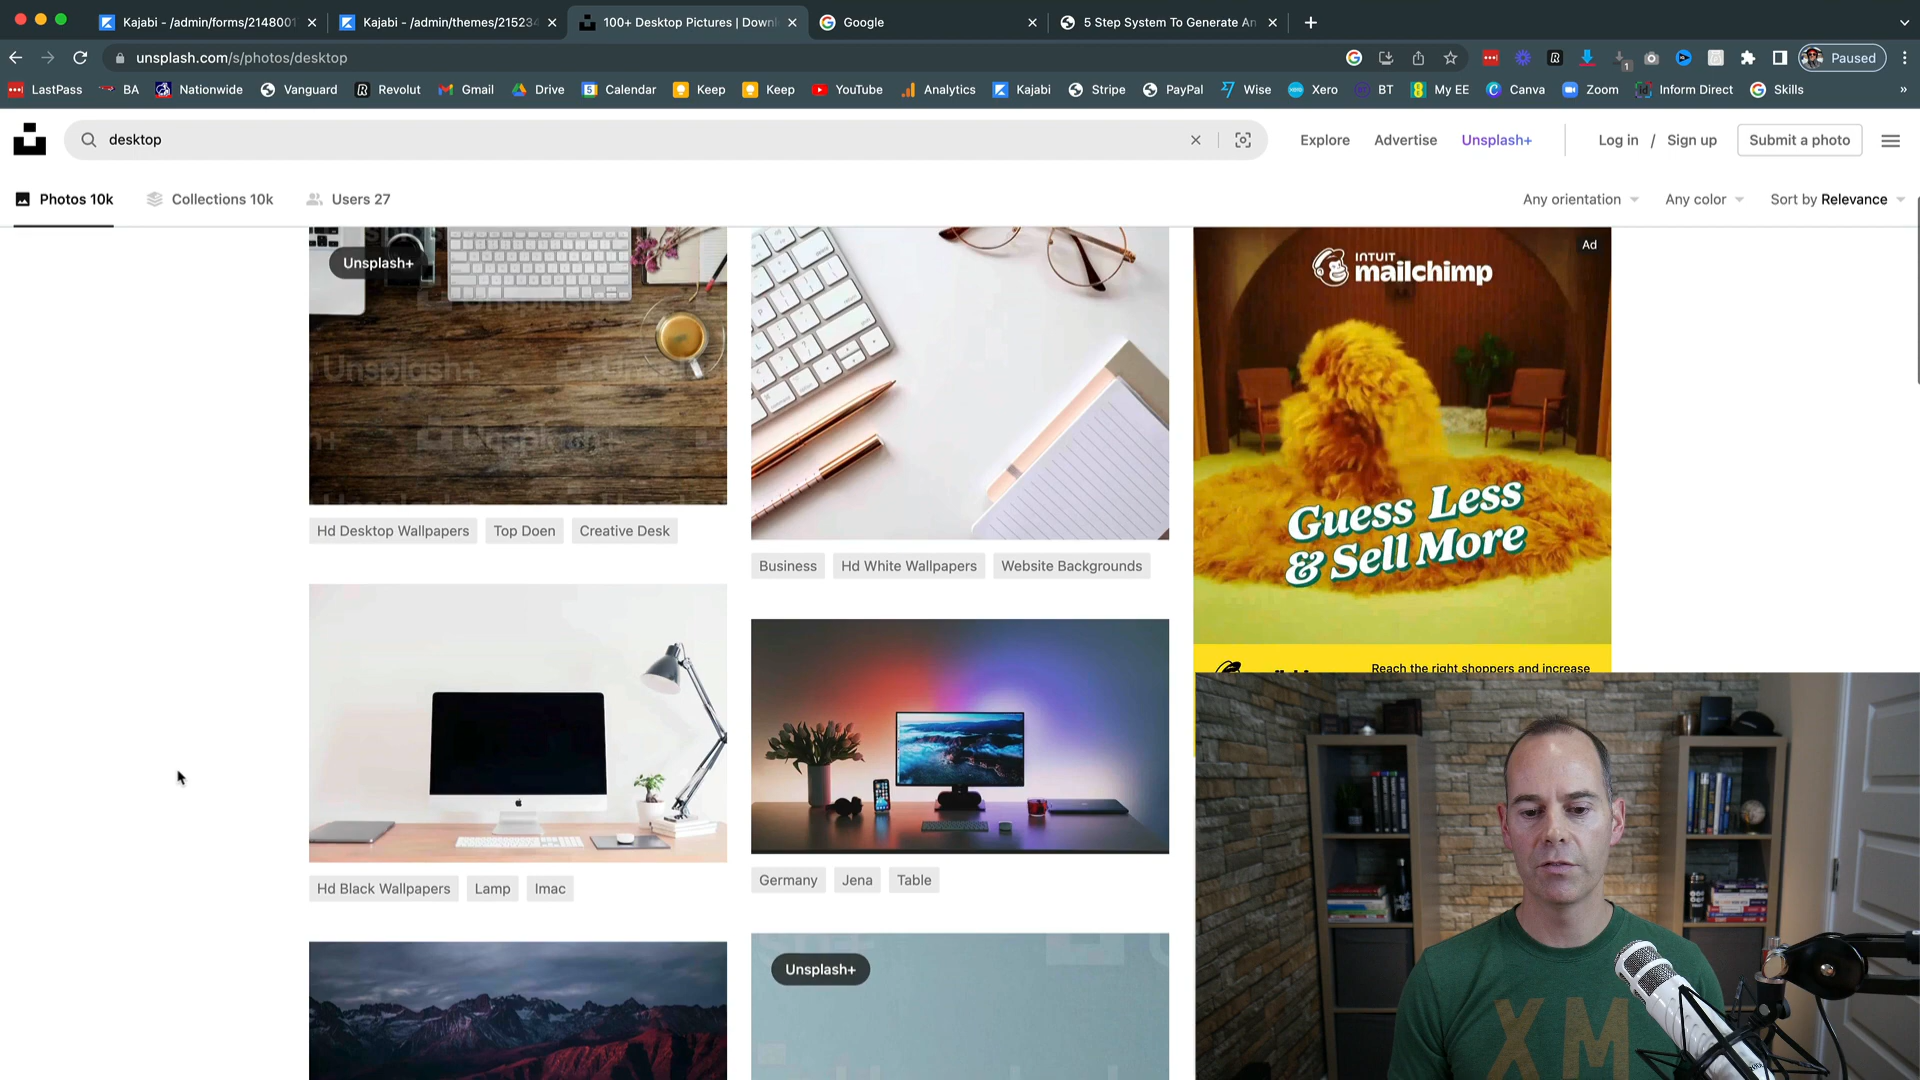 Kajabi - /admin/forms/2148001
Kajabi - /admin/themes/21523
100+ Desktop Pictures | Downl
Google
5 Step System To Generate An
unsplash.com/s/photos/desktop
1
Paused
LastPass
BA
Nationwide
Vanguard
Revolut
Gmail
Drive
Calendar
Keep
Keep
YouTube
Analytics
Kajabi
Stripe
PayPal
Wise
Xero
BT
My EE
Canva
Zoom
Inform Direct
Skills
desktop
Explore
Advertise
Unsplash+
Log in / Sign up
Submit a photo
Photos 10k
Collections 10k
Users 27
Any orientation
Any color
Sort by Relevance
Unsplash+
Unsplash+
Hd Desktop Wallpapers
Top Doen
Creative Desk
Business
Hd White Wallpapers
Website Backgrounds
Ad
INTUIT
mailchimp
Guess Less
& Sell More
Reach the right shoppers and increase
Hd Black Wallpapers
Lamp
Imac
Germany
Jena
Table
Unsplash+
XM